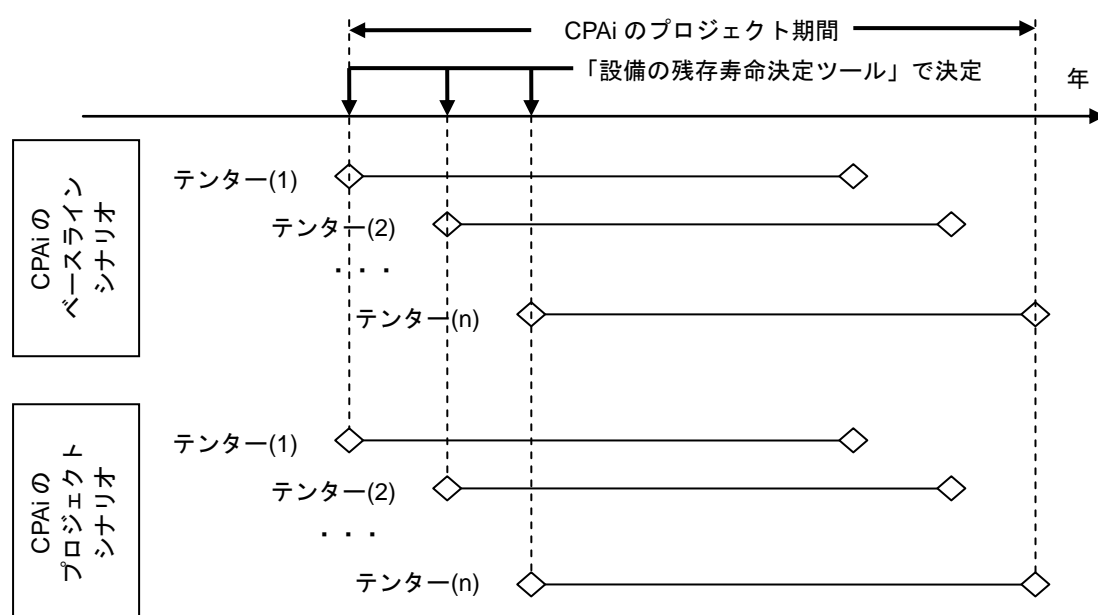 CPAi のプロジェクト期間
「設備の残存寿命決定ツール」で決定
年
CPAi の
ベースライン
シナリオ
テンター(1)
テンター(2)
・・・
テンター(n)
CPAi の
プロジェクト
シナリオ
テンター(1)
テンター(2)
・・・
テンター(n)